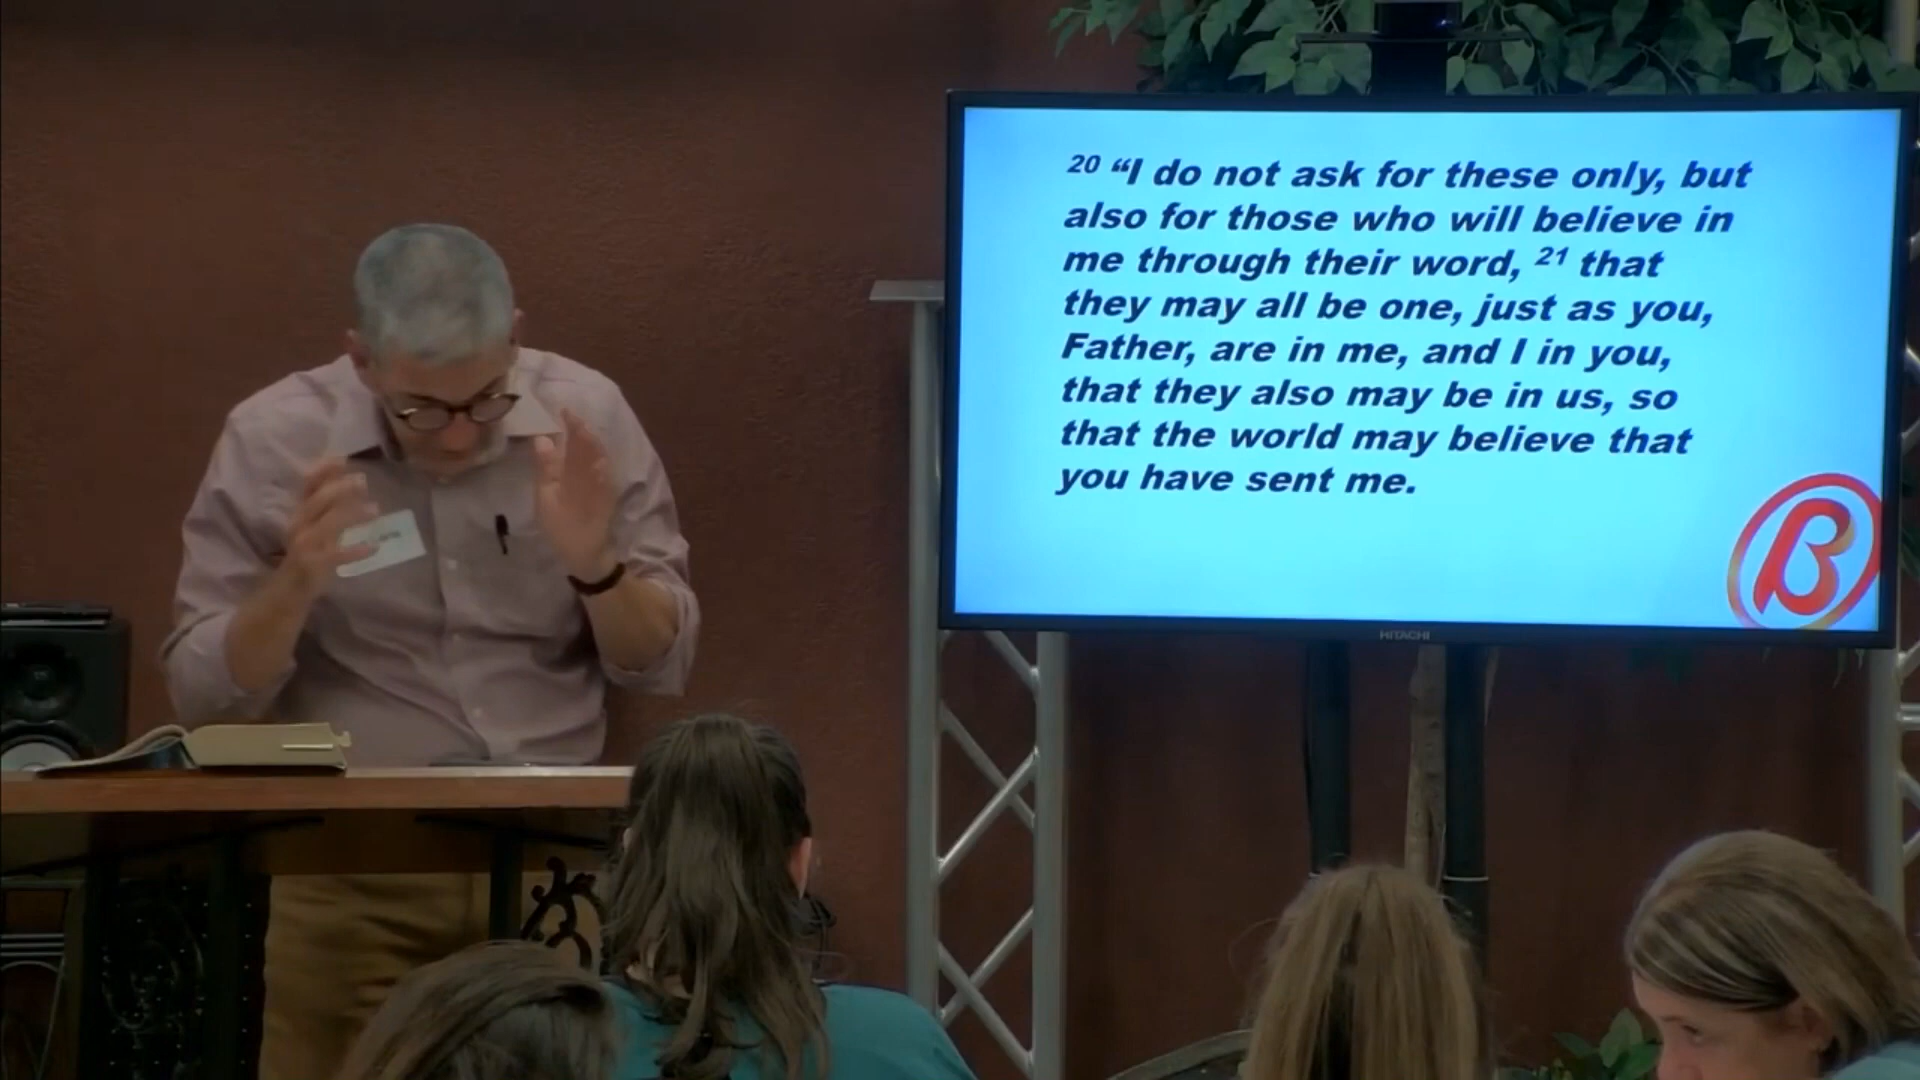 20 “I do not ask for these only, but
also for those who will believe in
me through their word, 21 that
they may all be one, just as you,
Father, are in me, and I in you,
that they also may be in us, so
that the world may believe that
you have sent me.
B
HITACHI